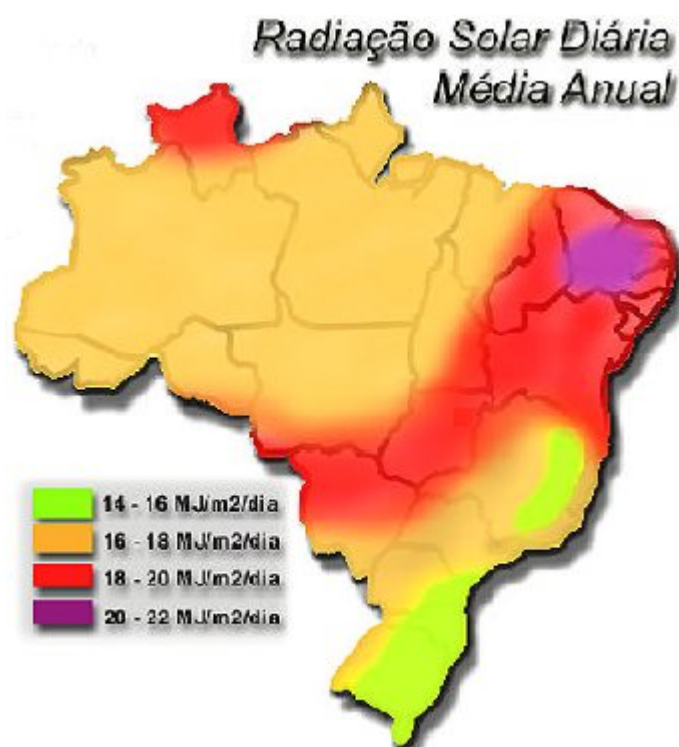 Radiação Solar Diária
Média Anual
14 - 16 MJ/m2/dia
16 - 18 MJ/m2/dia
18 - 20 MJ/m2/dia
20 - 22 MJ/m2/dia